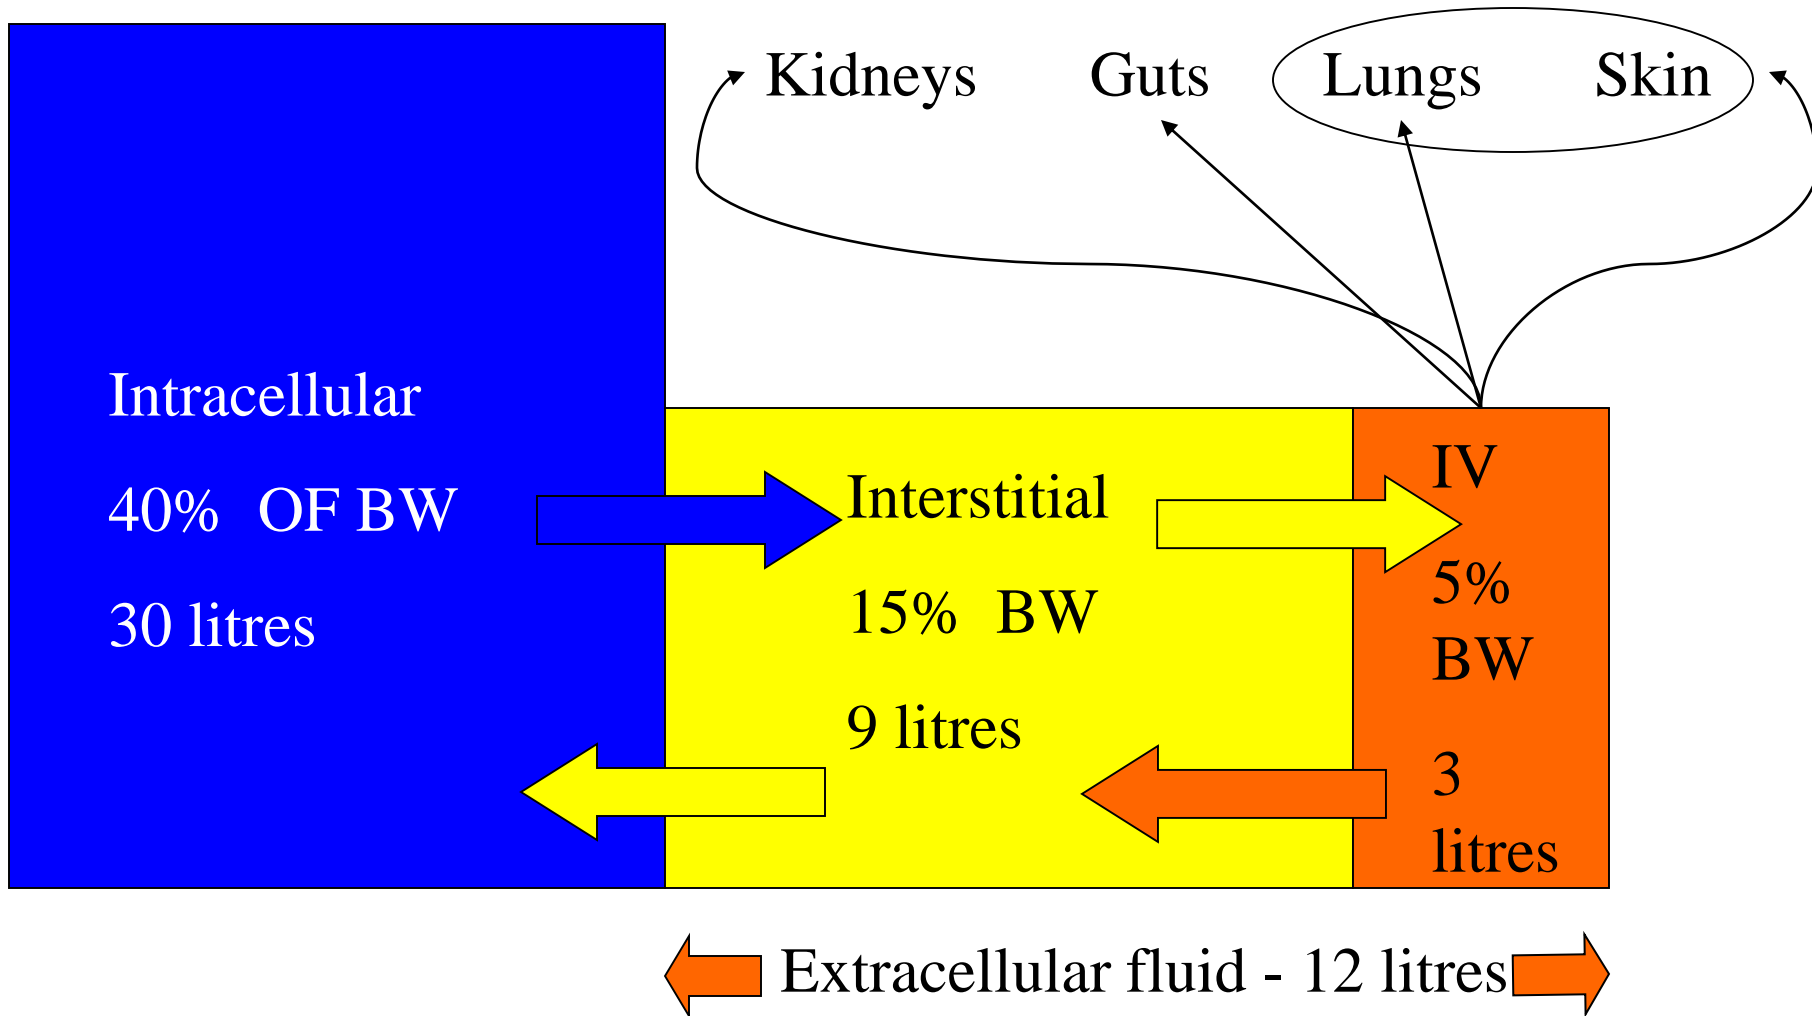 Kidneys Guts Lungs Skin
Intracellular
40% OF BW
30 litres
Interstitial
15% BW
9 litres
IV
5%
BW
3
litres
Extracellular fluid - 12 litres